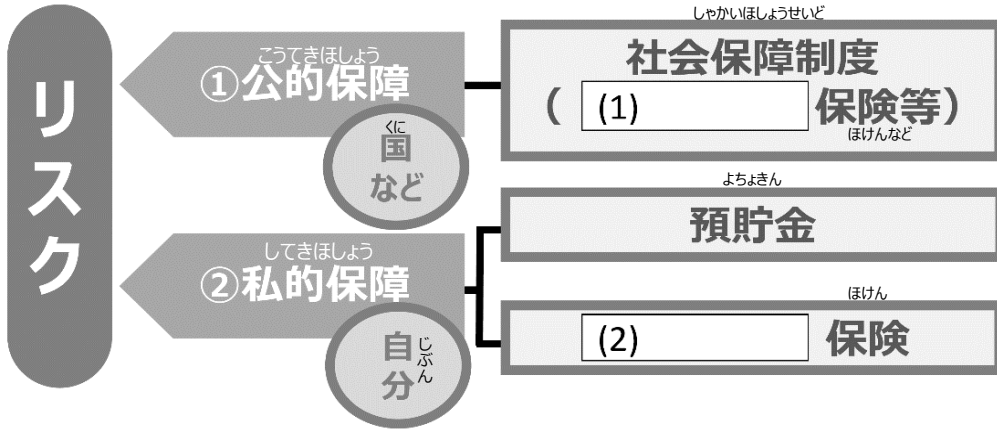 リスク
こうてきほしょう
①公的保障
くに
国
など
しゃかいほしょうせいど
社会保障制度
( (1) 保険等)
ほけんなど
してきほしょう
②私的保障
自分
じぶん
よちょきん
預貯金
ほけん
(2) 保険